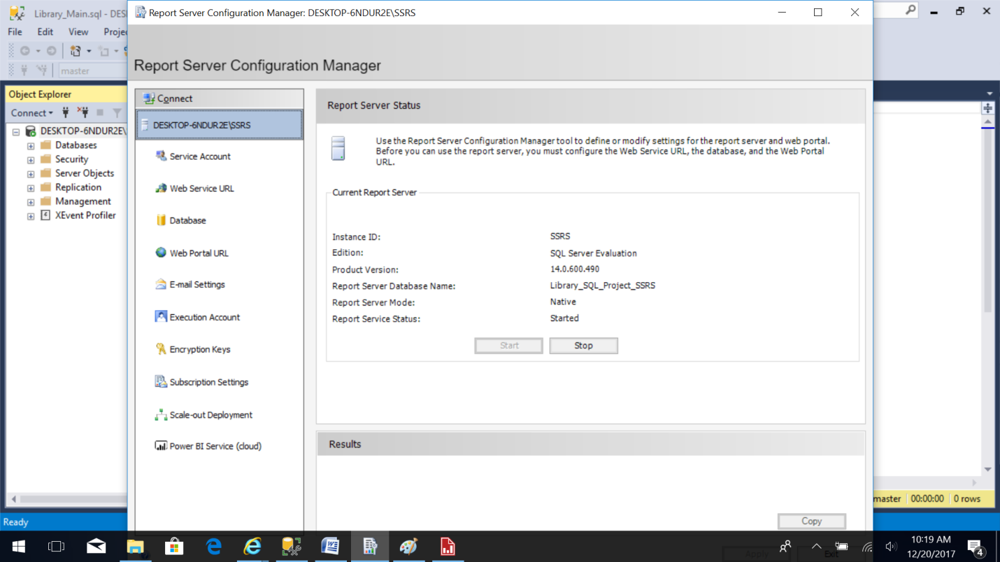 Library_Main.sql - DES
File Edit View Projec
master
Object Explorer
Connect
DESKTOP-6NDUR2E\
Databases
Security
Server Objects
Replication
Management
XEvent Profiler
Ready
Report Server Configuration Manager: DESKTOP-6NDUR2E\SSRS
Report Server Configuration Manager
Connect
DESKTOP-6NDUR2E\SSRS
Service Account
Web Service URL
Database
Web Portal URL
E-mail Settings
Execution Account
Encryption Keys
Subscription Settings
Scale-out Deployment
Power BI Service (cloud)
Report Server Status
Use the Report Server Configuration Manager tool to define or modify settings for the report server and web portal.
Before you can use the report server, you must configure the Web Service URL, the database, and the Web Portal
URL.
Current Report Server
Instance ID: SSRS
Edition: SQL Server Evaluation
Product Version: 14.0.600.490
Report Server Database Name: Library_SQL_Project_SSRS
Report Server Mode: Native
Report Service Status: Started
Start Stop
Results
Copy
Apply Exit
master 00:00:00 0 rows
10:19 AM
12/20/2017
4